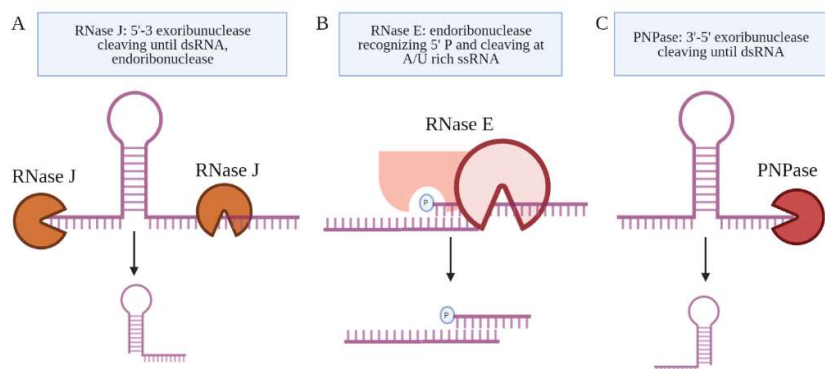 A
RNase J: 5'-3 exoribunuclease
cleaving until dsRNA,
endoribonuclease
B
RNase E: endoribonuclease
recognizing 5' P and cleaving at
A/U rich ssRNA
C
PNPase: 3'-5' exoribunuclease
cleaving until dsRNA
RNase J
RNase J
RNase E
P
PNPase
P